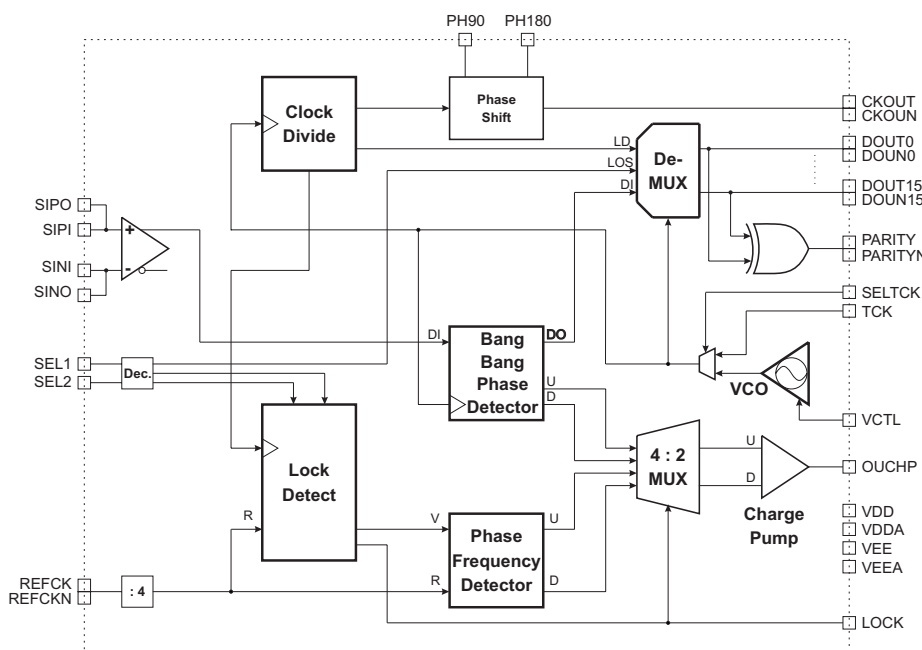 PH90 PH180
Clock
Divide
Phase
Shift
CKOUT
CKOUN
LD
LOS
DI
De-
MUX
DOUT0
DOUN0
DOUT15
DOUN15
SIPO
SIPI
SINI
SINO
+
-
PARITY
PARITYN
SELTCK
TCK
DI
Bang
Bang
Phase
Detector
DO
U
D
VCO
VCTL
SEL1
SEL2
Dec.
Lock
Detect
R
4 : 2
MUX
U
D
Charge
Pump
OUCHP
VDD
VDDA
VEE
VEEA
V
R
Phase
Frequency
Detector
U
D
REFCK
REFCKN
: 4
LOCK